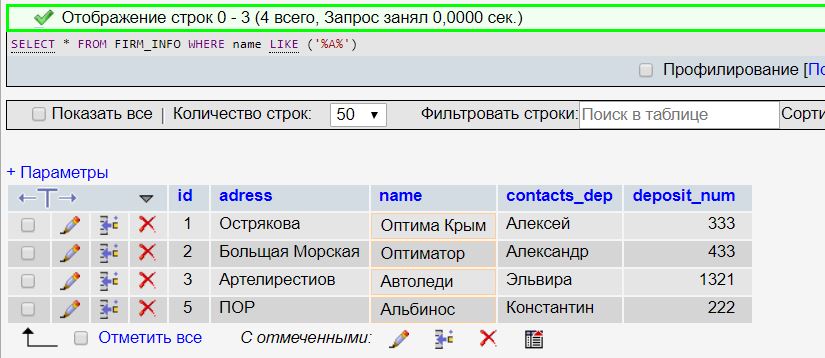 Отображение строк 0 - 3 (4 всего, Запрос занял 0,0000 сек.)
SELECT * FROM FIRM_INFO WHERE name LIKE ('%А%')
Профилирование [По
Показать все | Количество строк: 50 Фильтровать строки: Поиск в таблице Сорти
+ Параметры
id adress name contacts_dep deposit_num
1 Острякова Оптима Крым Алексей 333
2 Больщая Морская Оптиматор Александр 433
3 Артелирестиов Автоледи Эльвира 1321
5 ПОР Альбинос Константин 222
Отметить все С отмеченными: